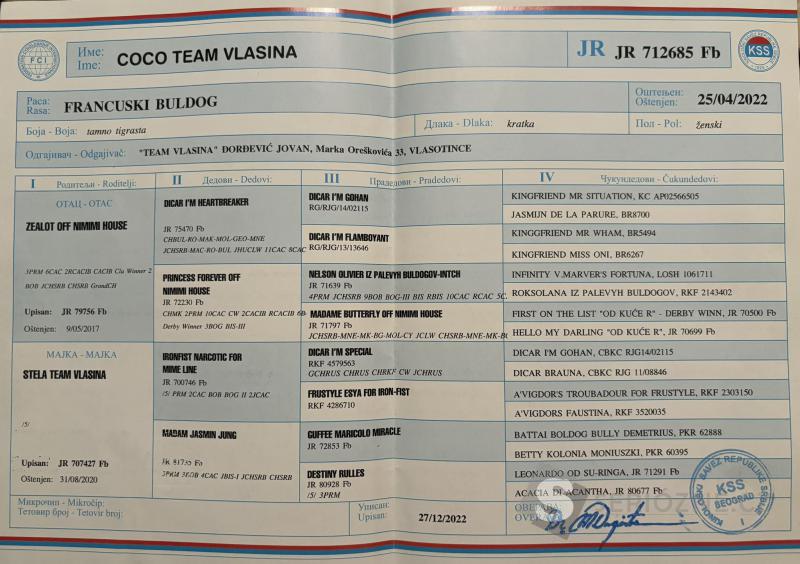 FCI
Име:
Ime:
COCO TEAM VLASINA
JR
JR 712685 Fb
KSS
Раса:
Rasa:
FRANCUSKI BULDOG
Оштењен:
Oštenjen:
25/04/2022
Боја - Boja:
tamno tigrasta
Длака - Dlaka:
kratka
Пол - Pol:
ženski
Одгајивач- Odgajivač:
"TEAM VLASINA" ĐORĐEVIĆ JOVAN, Marka Oreškovića 33, VLASOTINCE
I
Родитељи - Roditelji:
II
Дедови - Dedovi:
III
Прадедови - Pradedovi:
IV
Чукундедови - Čukundedovi:
ОТАЦ - OTAC
ZEALOT OFF NIMIMI HOUSE
3PRM 6CAC 2RCACIB CACIB Clu Winner 2
BOB JCHSRB CHSRB GrandCH
Upisan: JR 79756 Fb
Oštenjen: 9/05/2017
МАЈКА - MAJKA
STELA TEAM VLASINA
/5/
Upisan: JR 707427 Fb
Oštenjen: 31/08/2020
DICAR I'M HEARTBREAKER
JR 75470 Fb
CHBUL-RO-MAK-MOL-GEO-MNE
JCHSRB-MAC-RO-BUL JHUCLW 11CAC 8CAC
PRINCESS FOREVER OFF
NIMIMI HOUSE
JR 72230 Fb
CHMK 2PRM 10CAC CW 2CACIB RCACIB 6B
Derby Winner 3BOG BIS-III
IRONFIST NARCOTIC FOR
MIME LINE
JR 700746 Fb
/5/ PRM 2CAC BOB BOG II 2JCAC
MADAM JASMIN JUNG
JR 81735 Fb
3PRM 3BOB 4CAC JBIS-I JCHSRB CHSRB
DICAR I'M GOHAN
RG/RJG/14/02115
DICAR I'M FLAMBOYANT
RG/RJG/13/13646
NELSON OLIVIER IZ PALEVYH BULDOGOV-INTCH
JR 71639 Fb
4PRM JCHSRB 9BOB BOG-III BIS RBIS 10CAC RCAC 5C
MADAME BUTTERFLY OFF NIMIMI HOUSE
JR 71797 Fb
JCHSRB-MNE-MK-BG-MOL-CY JCLW CHSRB-MNE-MK-B
DICAR I'M SPECIAL
RKF 4579563
GCHRUS CHRUS CHRKF CW JCHRUS
FRUSTYLE ESYA FOR IRON-FIST
RKF 4286710
GUFFEE MARICOLO MIRACLE
JR 72853 Fb
DESTINY RULLES
JR 80928 Fb
/5/ 3PRM
KINGFRIEND MR SITUATION, KC AP02566505
JASMIJN DE LA PARURE, BR8700
KINGGFRIEND MR WHAM, BR5494
KINGFRIEND MISS ONI, BR6267
INFINITY V.MARVER'S FORTUNA, LOSH 1061711
ROKSOLANA IZ PALEVYH BULDOGOV, RKF 2143402
FIRST ON THE LIST "OD KUĆE R" - DERBY WINN, JR 70500 Fb
HELLO MY DARLING "OD KUĆE R", JR 70699 Fb
DICAR I'M GOHAN, CBKC RJG14/02115
DICAR BRAUNA, CBKC RJG 11/08846
A'VIGDOR'S TROUBADOUR FOR FRUSTYLE, RKF 2303150
A'VIGDORS FAUSTINA, RKF 3520035
BATTAI BOLDOG BULLY DEMETRIUS, PKR 62888
BETTY KOLONIA MONIUSZKI, PKR 60395
LEONARDO OD SU-RINGA, JR 71291 Fb
ACACIA DI ACANTHA, JR 80677 Fb
Микрочип - Mikročip:
Тетовир број - Tetovir broj:
Уписан:
Upisan:
27/12/2022
ОВЕРАВА:
OVERAVA
KINOLOŠKI SAVEZ REPUBLIKE SRBIJE
KSS
BEOGRAD
I